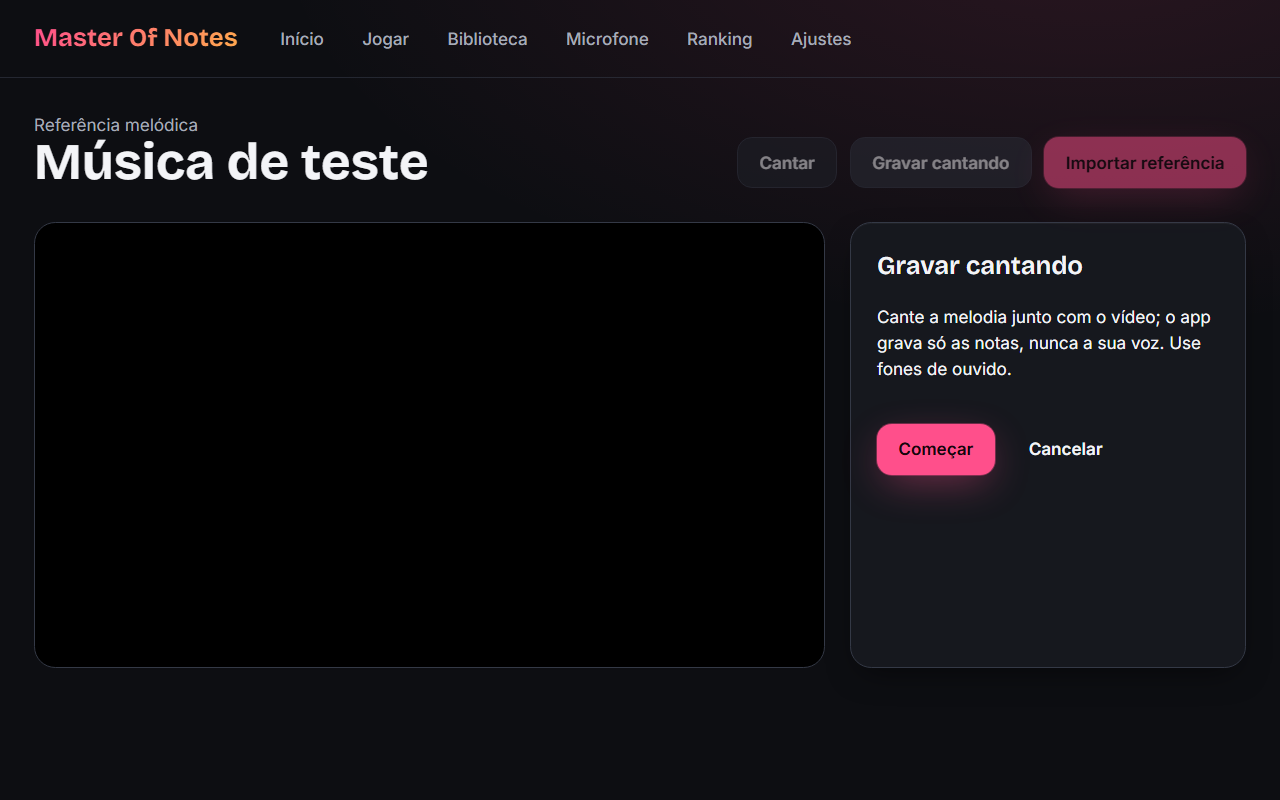 Master Of Notes
Início
Jogar
Biblioteca
Microfone
Ranking
Ajustes
Referência melódica
Música de teste
Cantar
Gravar cantando
Importar referência
Gravar cantando
Cante a melodia junto com o vídeo; o app
grava só as notas, nunca a sua voz. Use
fones de ouvido.
Começar
Cancelar